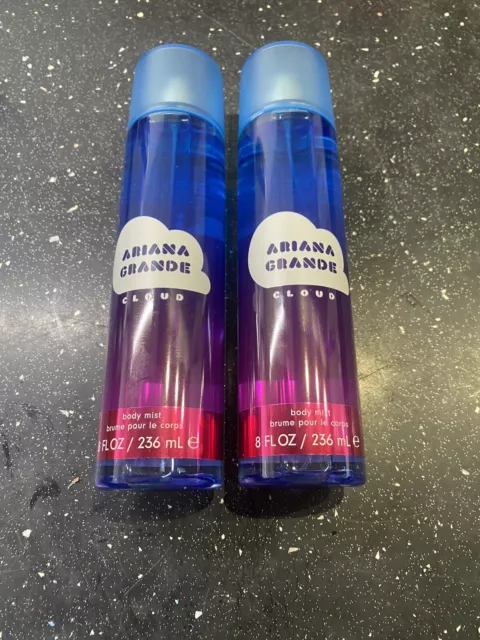 ARIANA
GRANDE
CLOUD
body mist
brume pour le corps
FL OZ / 236 mL ℮
ARIANA
GRANDE
CLOUD
body mist
brume pour le corps
8 FL OZ / 236 mL ℮